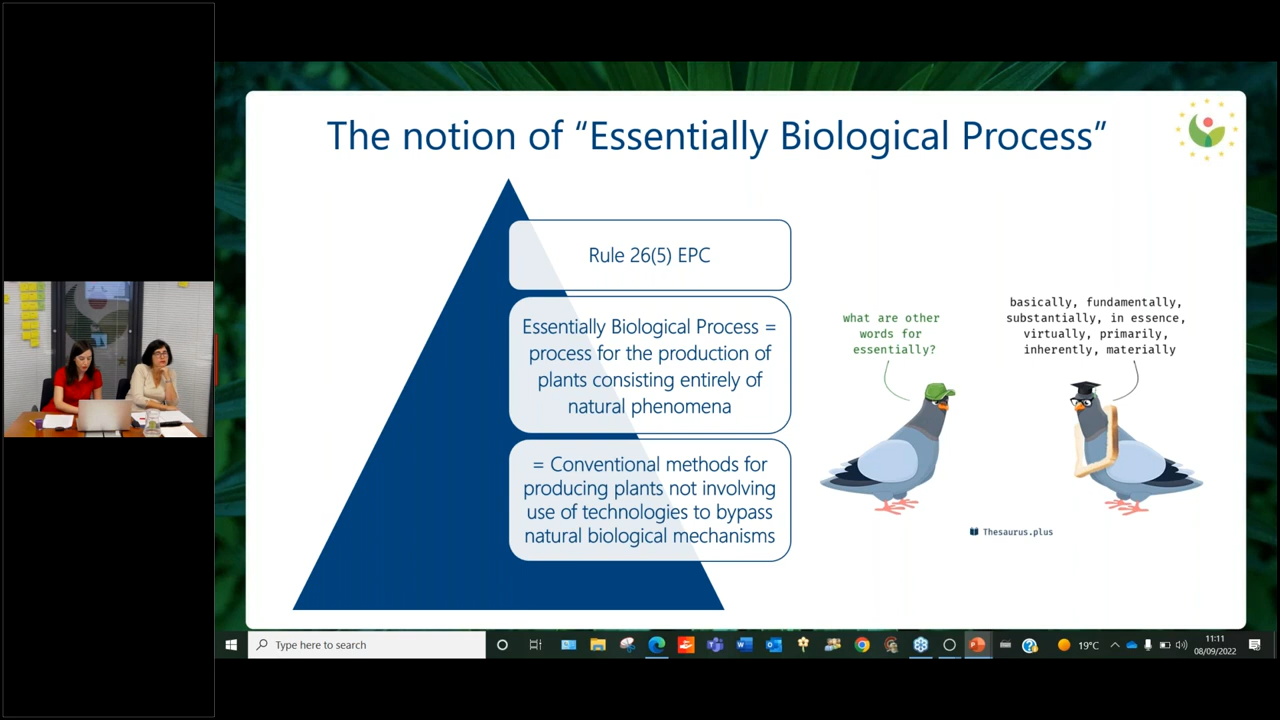 The notion of “Essentially Biological Process”
Rule 26(5) EPC
Essentially Biological Process =
process for the production of
plants consisting entirely of
natural phenomena
= Conventional methods for
producing plants not involving
use of technologies to bypass
natural biological mechanisms
what are other
words for
essentially?
basically, fundamentally,
substantially, in essence,
virtually, primarily,
inherently, materially
Thesaurus.plus
Type here to search
19°C
11:11
08/09/2022